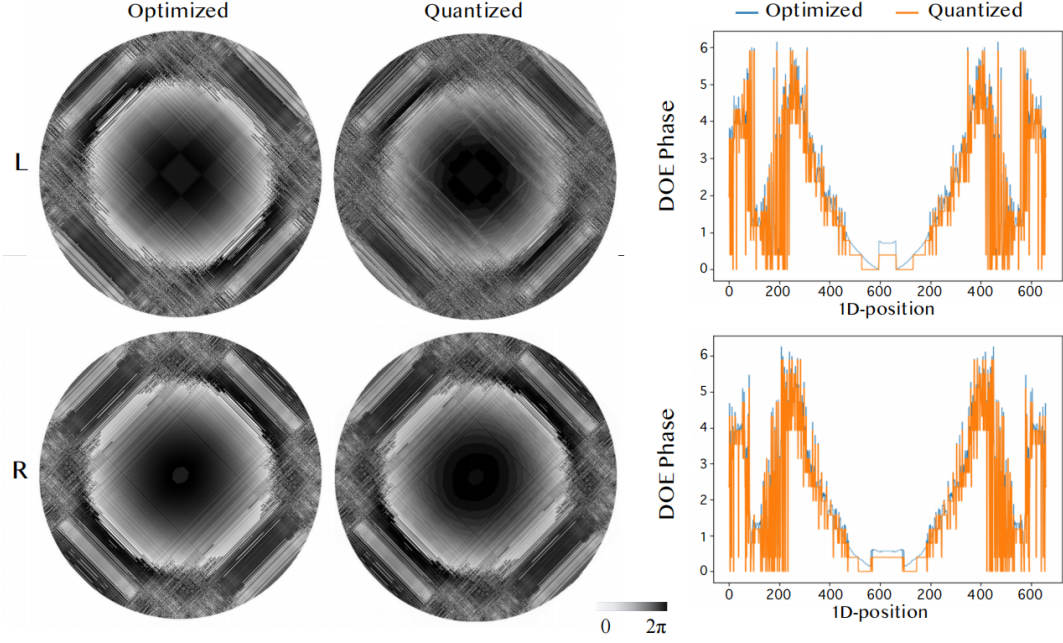 Optimized
Quantized
Optimized
Quantized
L
R
0
2π
DOE Phase
6
5
4
3
2
1
0
0
200
400
600
200
400
600
1D-position
DOE Phase
6
5
4
3
2
1
0
0
200
400
600
200
400
600
1D-position